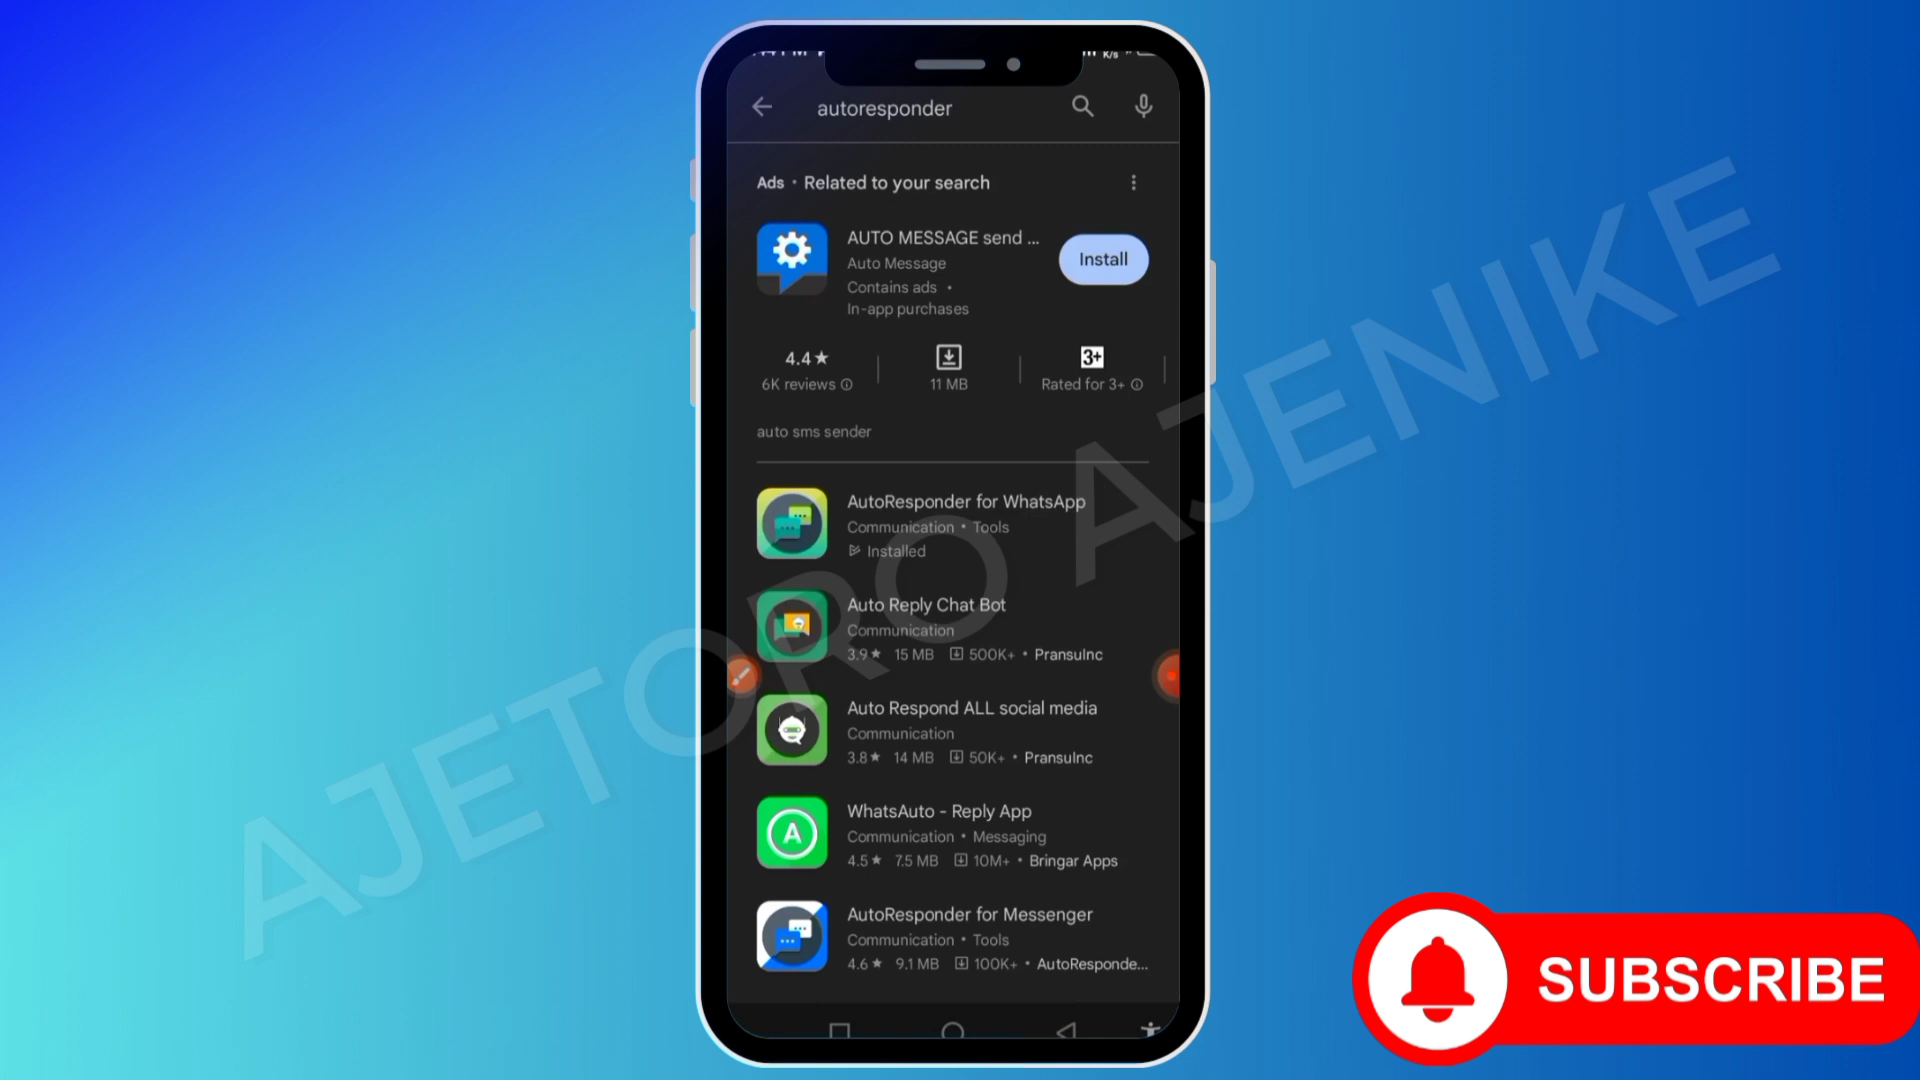 K/s
autoresponder
Ads • Related to your search
AUTO MESSAGE send ...
Auto Message
Contains ads •
In-app purchases
Install
4.4★
6K reviews
11 MB
3+
Rated for 3+
auto sms sender
AutoResponder for WhatsApp
Communication • Tools
Installed
Auto Reply Chat Bot
Communication
3.9★ 15 MB 500K+ • PransuInc
Auto Respond ALL social media
Communication
3.8★ 14 MB 50K+ • PransuInc
A
WhatsAuto - Reply App
Communication • Messaging
4.5★ 7.5 MB 10M+ • Bringar Apps
AutoResponder for Messenger
Communication • Tools
4.6★ 9.1 MB 100K+ • AutoResponde...
AJETORO AJENIKE
SUBSCRIBE